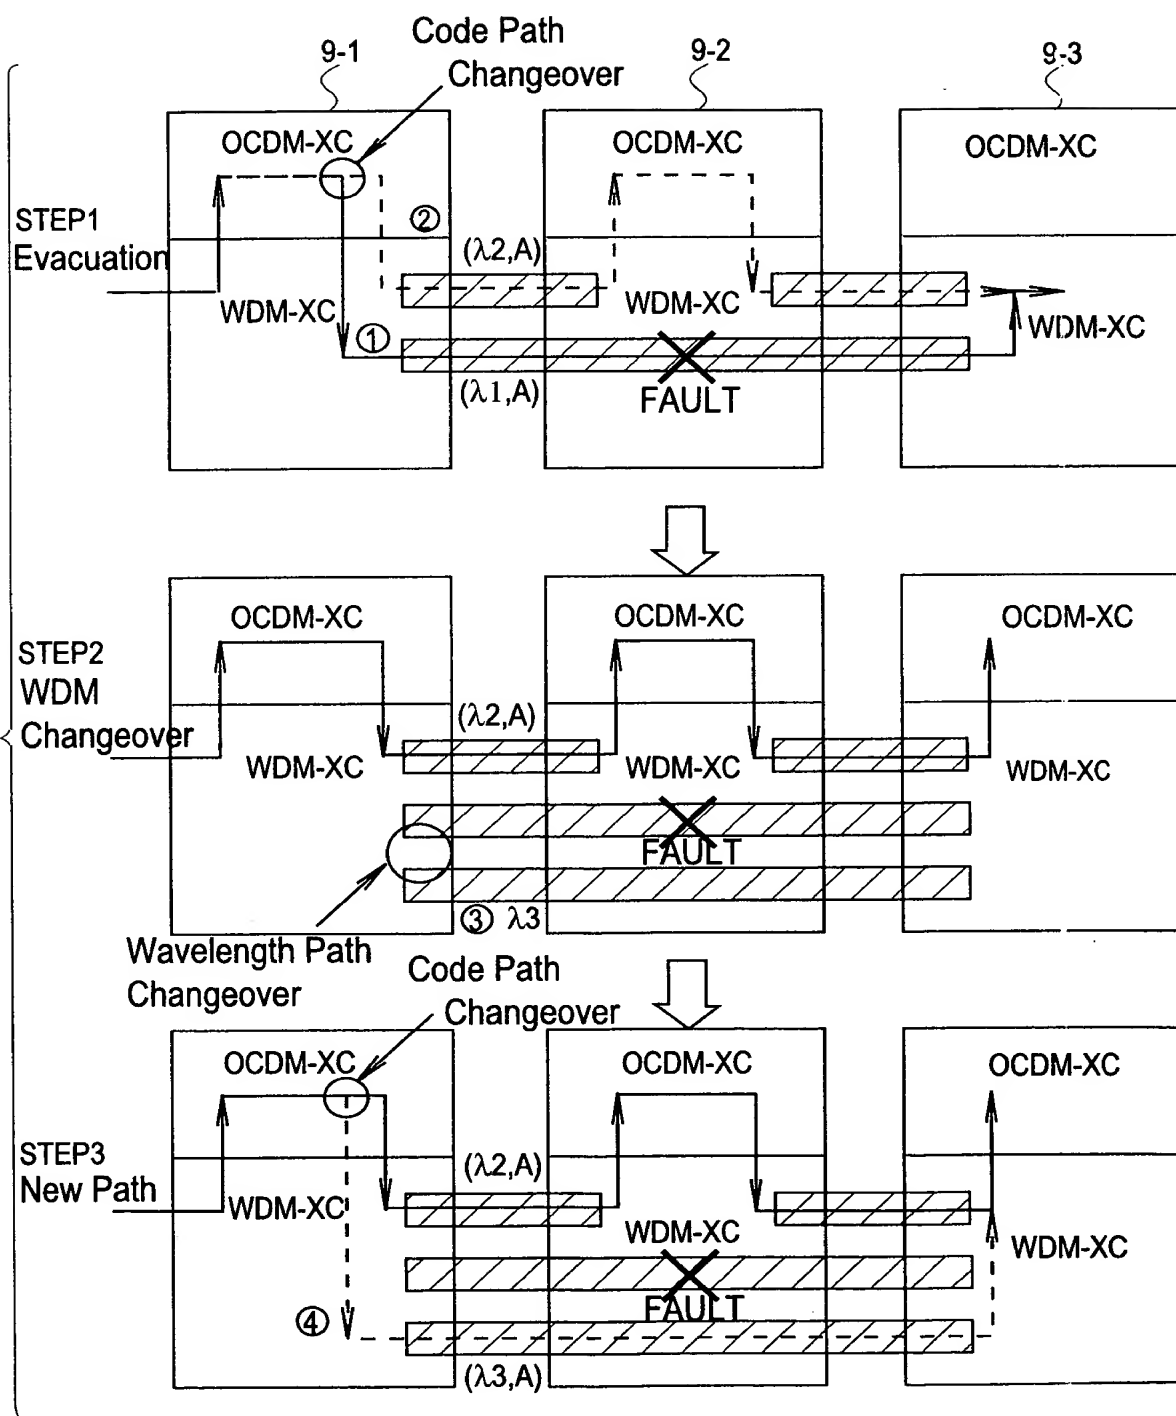 Code Path
Changeover
9-1
9-2
9-3
OCDM-XC
OCDM-XC
OCDM-XC
STEP1
Evacuation
②
(λ2,A)
WDM-XC
WDM-XC
WDM-XC
①
(λ1,A)
FAULT
OCDM-XC
OCDM-XC
OCDM-XC
STEP2
WDM
Changeover
(λ2,A)
WDM-XC
WDM-XC
WDM-XC
FAULT
③ λ3
Wavelength Path
Changeover
Code Path
Changeover
OCDM-XC
OCDM-XC
OCDM-XC
STEP3
New Path
(λ2,A)
WDM-XC
WDM-XC
WDM-XC
FAULT
④
(λ3,A)